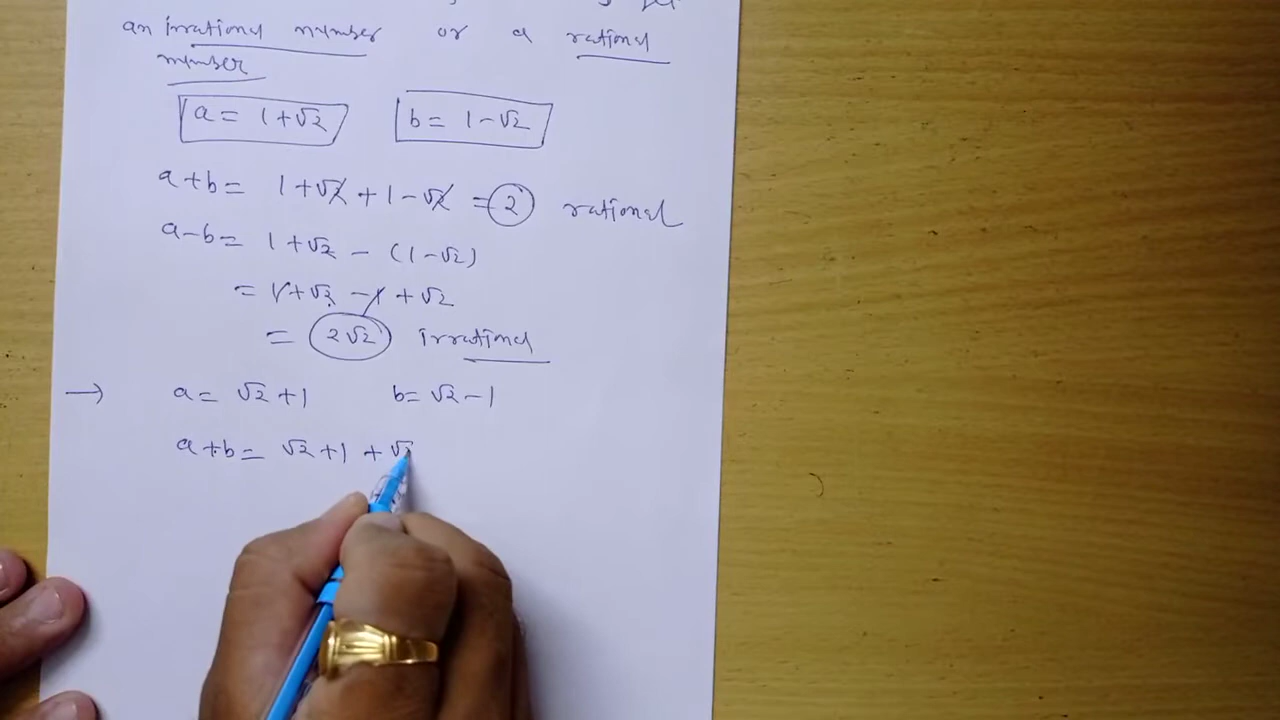 an irrational number or a rational
number
a = 1+√2 b = 1-√2
a+b = 1+√2+1-√2 = 2 rational
a-b = 1+√2 - (1-√2)
= 1+√2 -1 +√2
= 2√2 irrational
→ a = √2+1 b = √2-1
a+b = √2+1 +√2